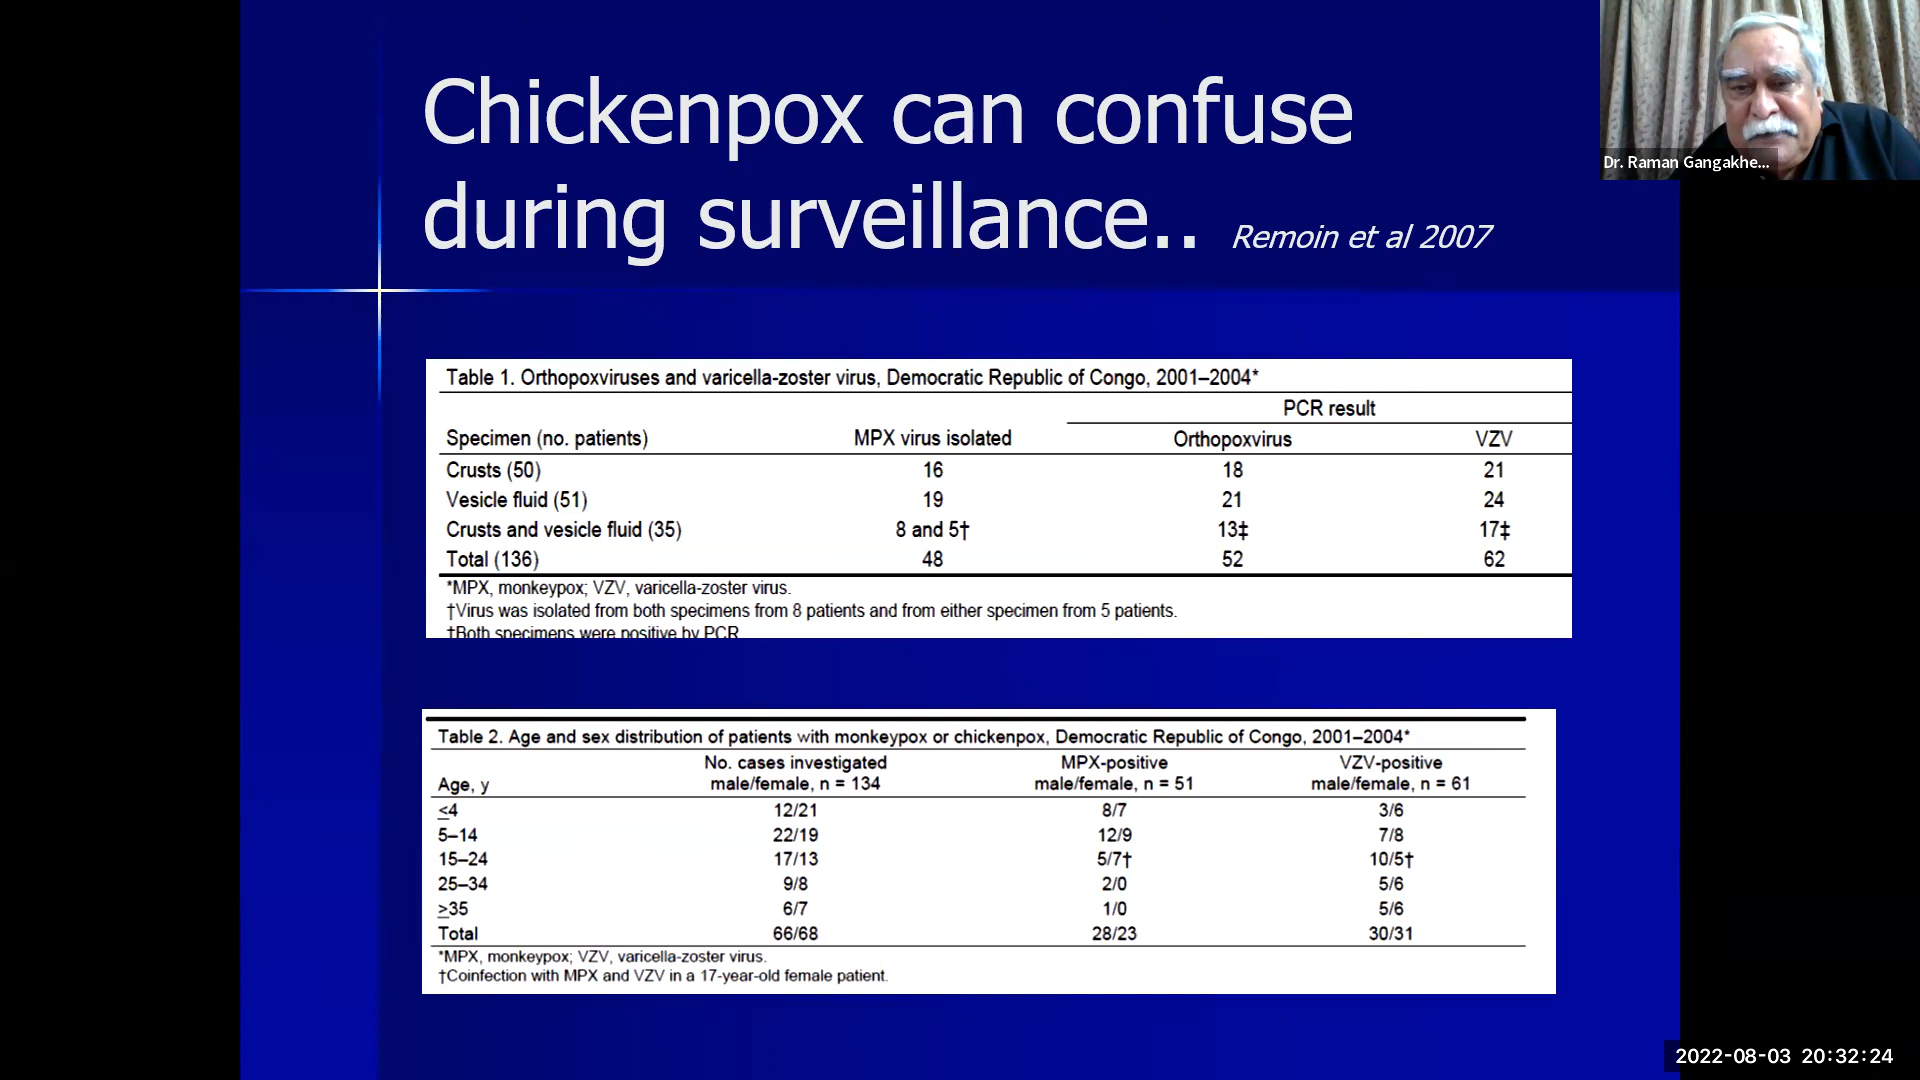 Chickenpox can confuse
during surveillance.. Remoin et al 2007
Dr. Raman Gangakhe...
Table 1. Orthopoxviruses and varicella-zoster virus, Democratic Republic of Congo, 2001–2004*
PCR result
Specimen (no. patients) MPX virus isolated Orthopoxvirus VZV
Crusts (50) 16 18 21
Vesicle fluid (51) 19 21 24
Crusts and vesicle fluid (35) 8 and 5† 13‡ 17‡
Total (136) 48 52 62
*MPX, monkeypox; VZV, varicella-zoster virus.
†Virus was isolated from both specimens from 8 patients and from either specimen from 5 patients.
‡Both specimens were positive by PCR
Table 2. Age and sex distribution of patients with monkeypox or chickenpox, Democratic Republic of Congo, 2001–2004*
No. cases investigated MPX-positive VZV-positive
Age, y male/female, n = 134 male/female, n = 51 male/female, n = 61
≤4 12/21 8/7 3/6
5–14 22/19 12/9 7/8
15–24 17/13 5/7† 10/5†
25–34 9/8 2/0 5/6
≥35 6/7 1/0 5/6
Total 66/68 28/23 30/31
*MPX, monkeypox; VZV, varicella-zoster virus.
†Coinfection with MPX and VZV in a 17-year-old female patient.
2022-08-03 20:32:24